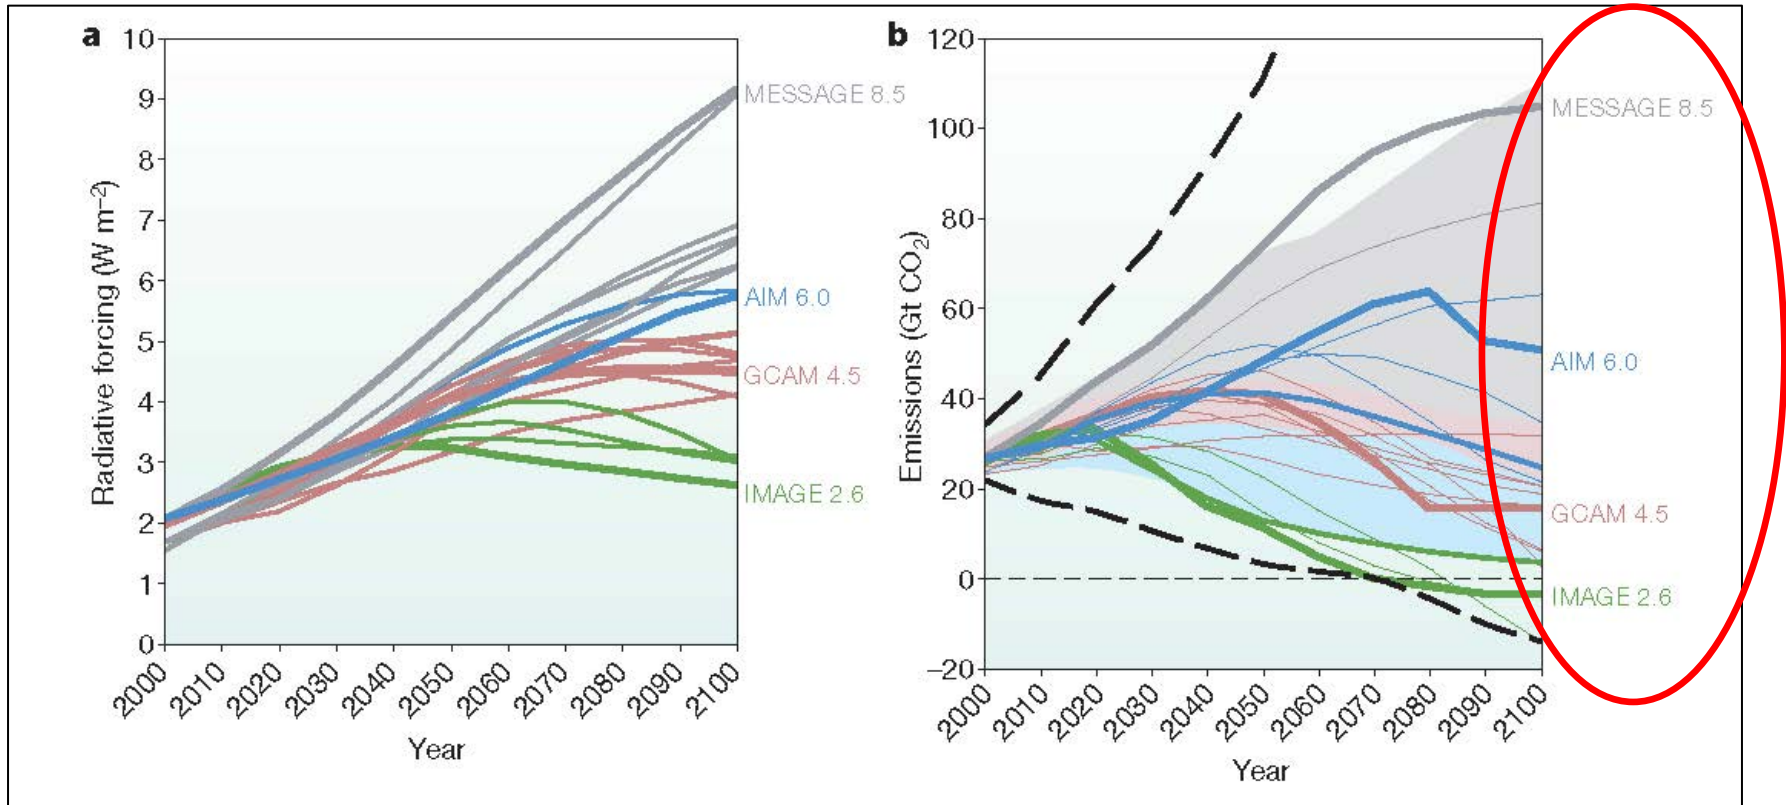 a
Radiative forcing (W m⁻²)
10
9
8
7
6
5
4
3
2
1
0
2000 2010 2020 2030 2040 2050 2060 2070 2080 2090 2100
Year
MESSAGE 8.5
AIM 6.0
GCAM 4.5
IMAGE 2.6
b
Emissions (Gt CO₂)
120
100
80
60
40
20
0
–20
2000 2010 2020 2030 2040 2050 2060 2070 2080 2090 2100
Year
MESSAGE 8.5
AIM 6.0
GCAM 4.5
IMAGE 2.6